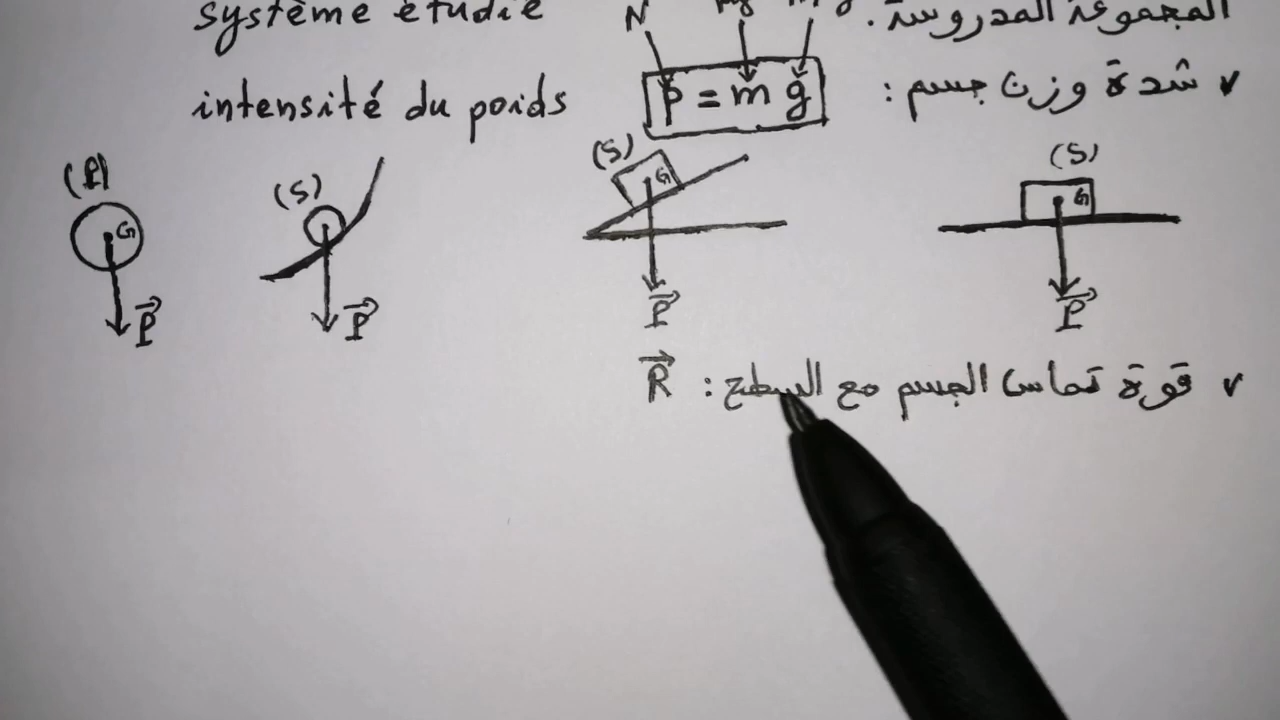 système étudié المجموعة المدروسة.
N
intensité du poids P = m g شدة وزن جسم :
(P) (S) (S) (S)
G G G
P P P P
قوة تماس الجسم مع السطح : R